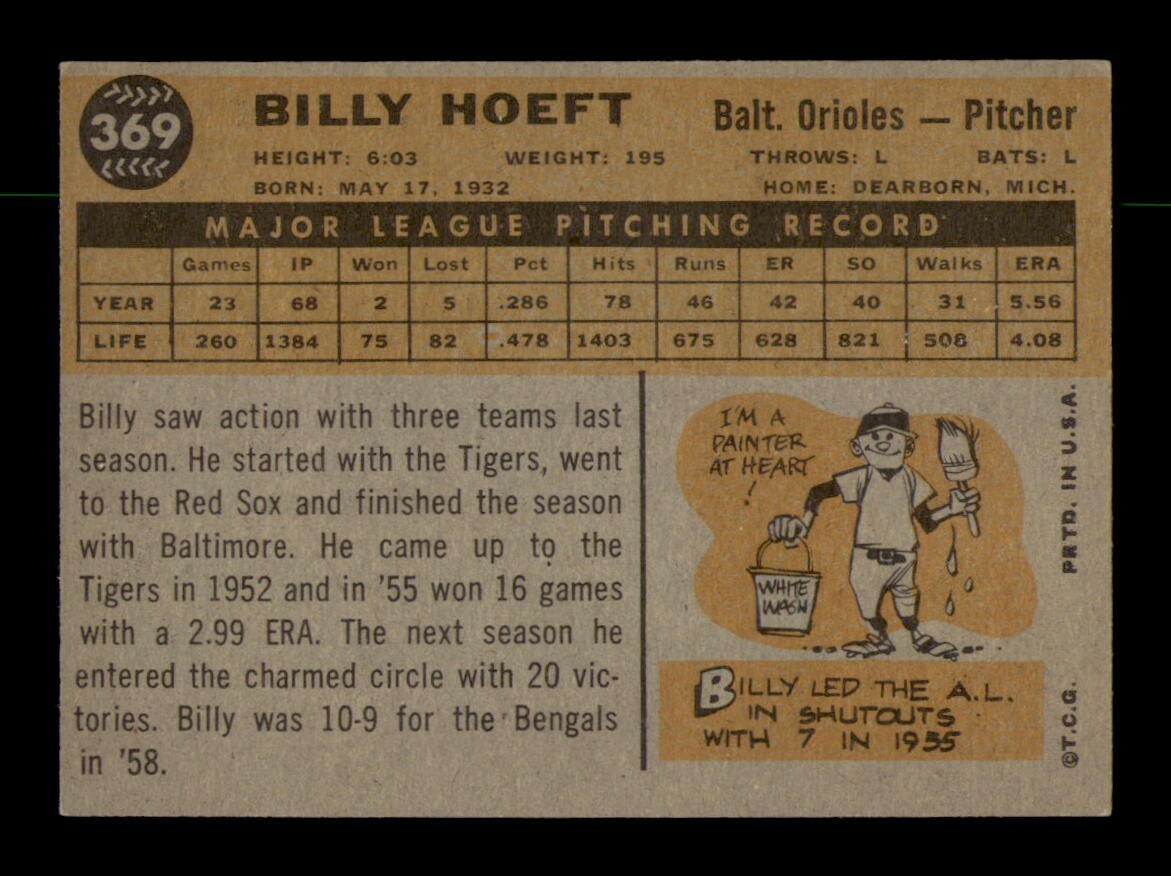 369
BILLY HOEFT
Balt. Orioles — Pitcher
HEIGHT: 6:03 WEIGHT: 195 THROWS: L BATS: L
BORN: MAY 17, 1932 HOME: DEARBORN, MICH.
MAJOR LEAGUE PITCHING RECORD
Games IP Won Lost Pct Hits Runs ER SO Walks ERA
YEAR 23 68 2 5 .286 78 46 42 40 31 5.56
LIFE 260 1384 75 82 .478 1403 675 628 821 508 4.08
Billy saw action with three teams last
season. He started with the Tigers, went
to the Red Sox and finished the season
with Baltimore. He came up to the
Tigers in 1952 and in '55 won 16 games
with a 2.99 ERA. The next season he
entered the charmed circle with 20 vic-
tories. Billy was 10-9 for the Bengals
in '58.
I'M A
PAINTER
AT HEART
!
WHITE
WASH
BILLY LED THE A.L.
IN SHUTOUTS
WITH 7 IN 1955
©T.C.G. PRTD. IN U.S.A.